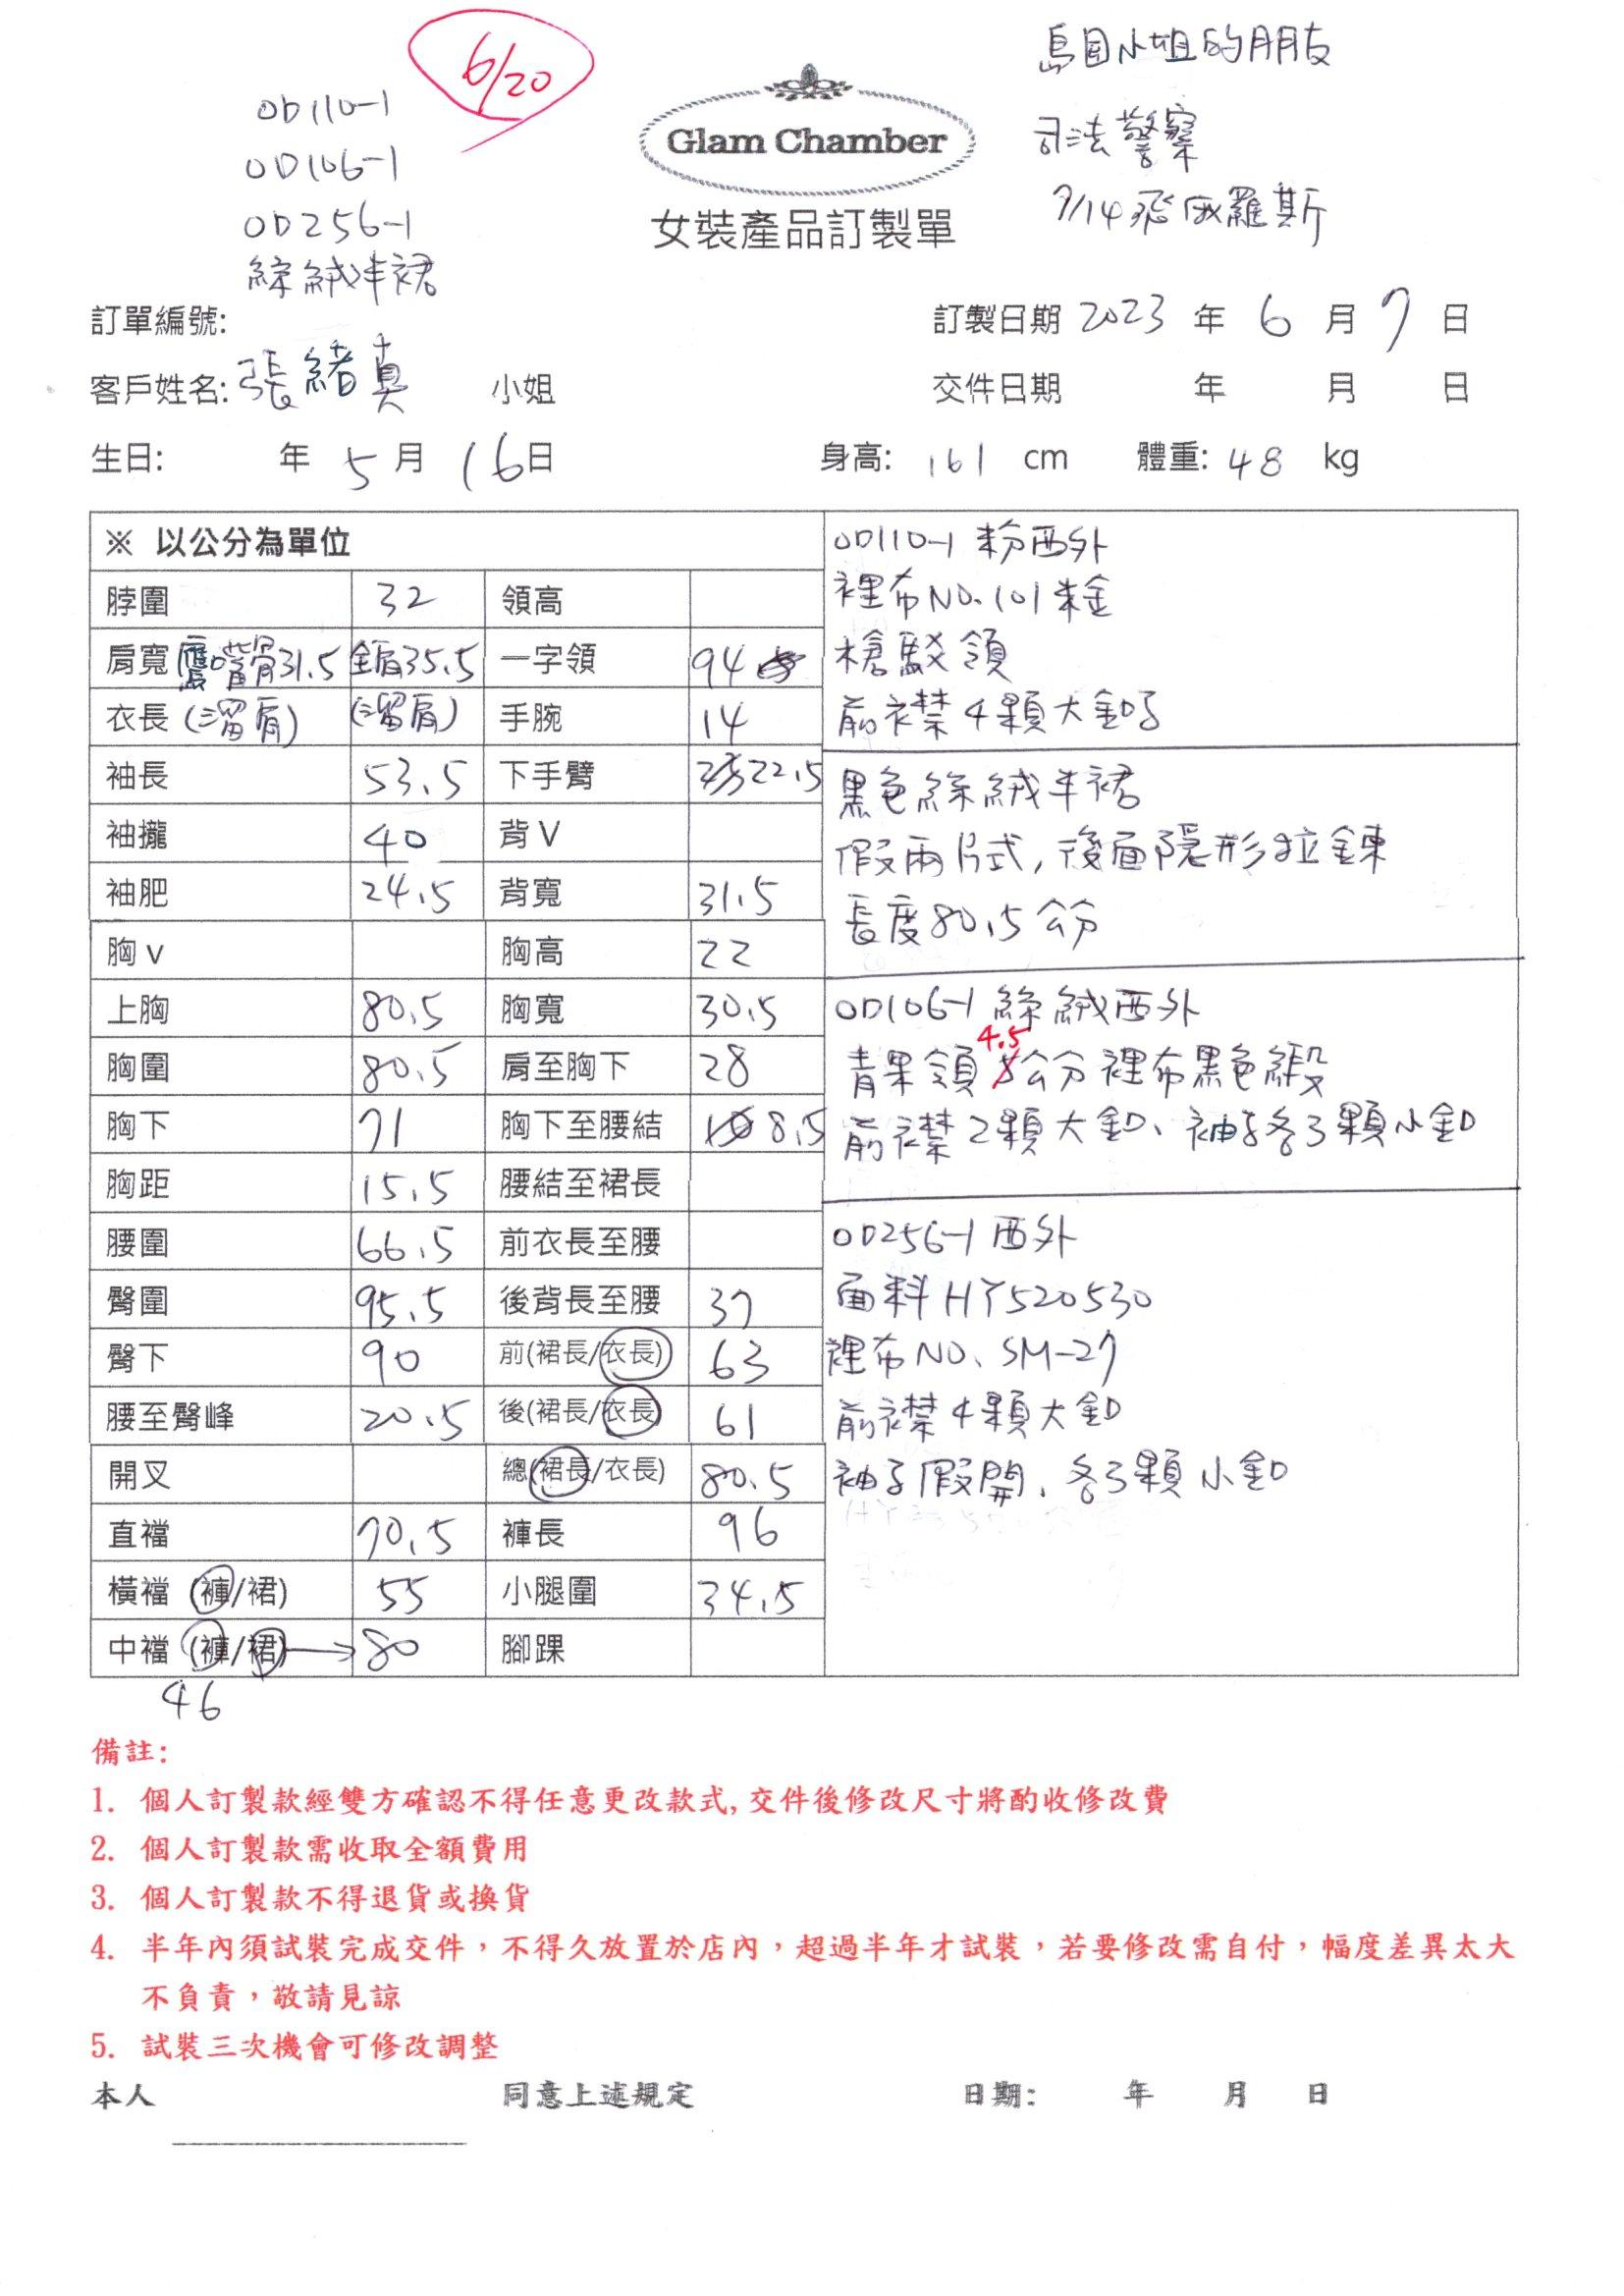 6/20
OD110-1
OD106-1
OD256-1
絲絨半裙
Glam Chamber
女裝產品訂製單
島国小姐的朋友
司法警察
7/14飛 羅斯
訂單編號:
訂製日期 2023 年 6 月 7 日
客戶姓名: 張緒真 小姐
交件日期 年 月 日
生日: 年 5 月 16日
身高: 161 cm 體重: 48 kg
※ 以公分為單位
脖圍 32 領高
肩寬 鷹嘴骨31.5 全肩35.5 一字領 94
衣長 (溜肩) (溜肩) 手腕 14
袖長 53.5 下手臂 22.5
袖攏 40 背V
袖肥 24.5 背寬 31.5
胸v 胸高 22
上胸 80.5 胸寬 30.5
胸圍 80.5 肩至胸下 28
胸下 71 胸下至腰結 8.5
胸距 15.5 腰結至裙長
腰圍 66.5 前衣長至腰
臀圍 95.5 後背長至腰 37
臀下 90 前(裙長/衣長) 63
腰至臀峰 20.5 後(裙長/衣長) 61
開叉 總(裙長/衣長) 80.5
直襠 70.5 褲長 96
橫襠 (褲/裙) 55 小腿圍 34.5
中襠 (褲/裙) 80 腳踝
46
OD110-1 粉西外
裡布NO.101朱金
槍駁領
前衣襟4顆大釦子
黑色絲絨半裙
假兩片式,後面隱形拉鍊
長度80.5公分
OD106-1 絲絨西外
青果領 4.5 公分 裡布黑色緞
前衣襟2顆大釦、袖子各3顆小釦
OD256-1 西外
面料HY520530
裡布NO、SM-27
前衣襟4顆大釦
袖子假開、各3顆小釦
備註:
1. 個人訂製款經雙方確認不得任意更改款式,交件後修改尺寸將酌收修改費
2. 個人訂製款需收取全額費用
3. 個人訂製款不得退貨或換貨
4. 半年內須試裝完成交件，不得久放置於店內，超過半年才試裝，若要修改需自付，幅度差異太大
不負責，敬請見諒
5. 試裝三次機會可修改調整
本人 同意上述規定 日期: 年 月 日